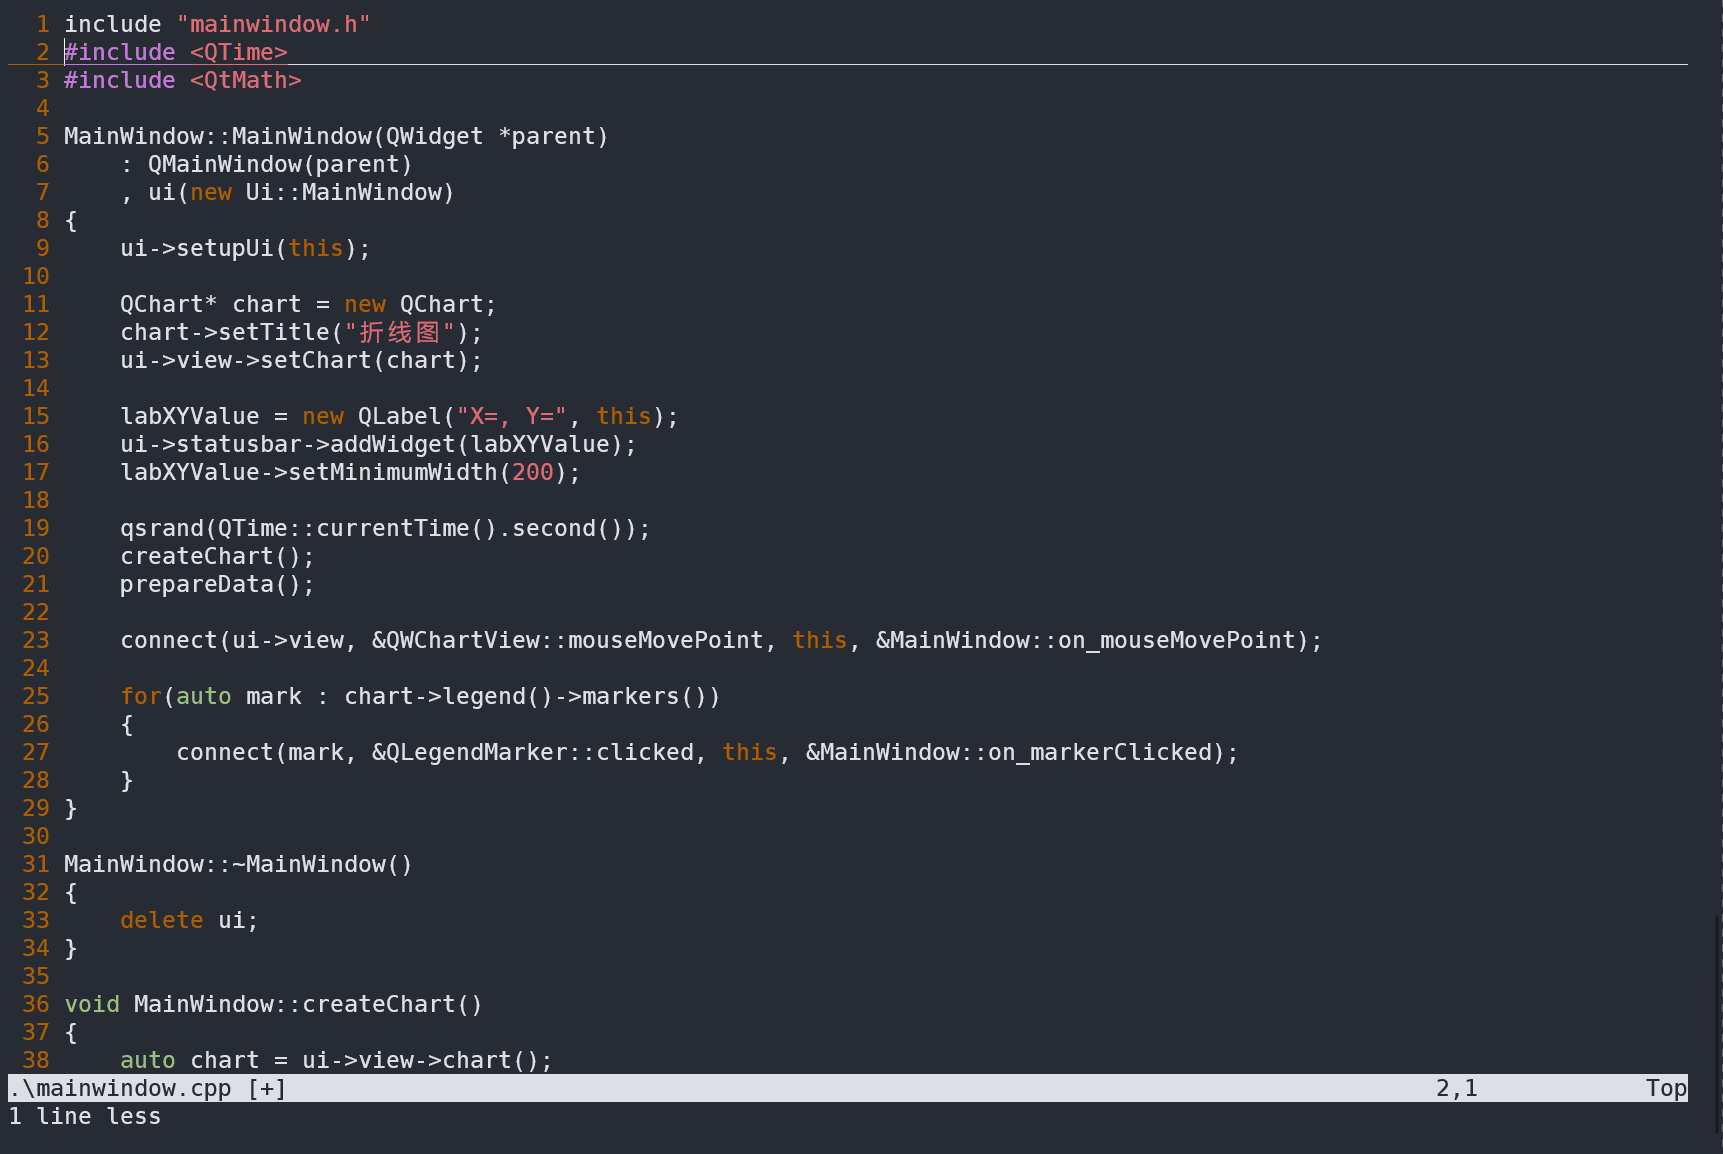 1 include "mainwindow.h"
2 #include <QTime>
3 #include <QtMath>
4
5 MainWindow::MainWindow(QWidget *parent)
6     : QMainWindow(parent)
7     , ui(new Ui::MainWindow)
8 {
9     ui->setupUi(this);
10
11     QChart* chart = new QChart;
12     chart->setTitle("折线图");
13     ui->view->setChart(chart);
14
15     labXYValue = new QLabel("X=, Y=", this);
16     ui->statusbar->addWidget(labXYValue);
17     labXYValue->setMinimumWidth(200);
18
19     qsrand(QTime::currentTime().second());
20     createChart();
21     prepareData();
22
23     connect(ui->view, &QWChartView::mouseMovePoint, this, &MainWindow::on_mouseMovePoint);
24
25     for(auto mark : chart->legend()->markers())
26     {
27         connect(mark, &QLegendMarker::clicked, this, &MainWindow::on_markerClicked);
28     }
29 }
30
31 MainWindow::~MainWindow()
32 {
33     delete ui;
34 }
35
36 void MainWindow::createChart()
37 {
38     auto chart = ui->view->chart();
.\mainwindow.cpp [+] 2,1 Top
1 line less